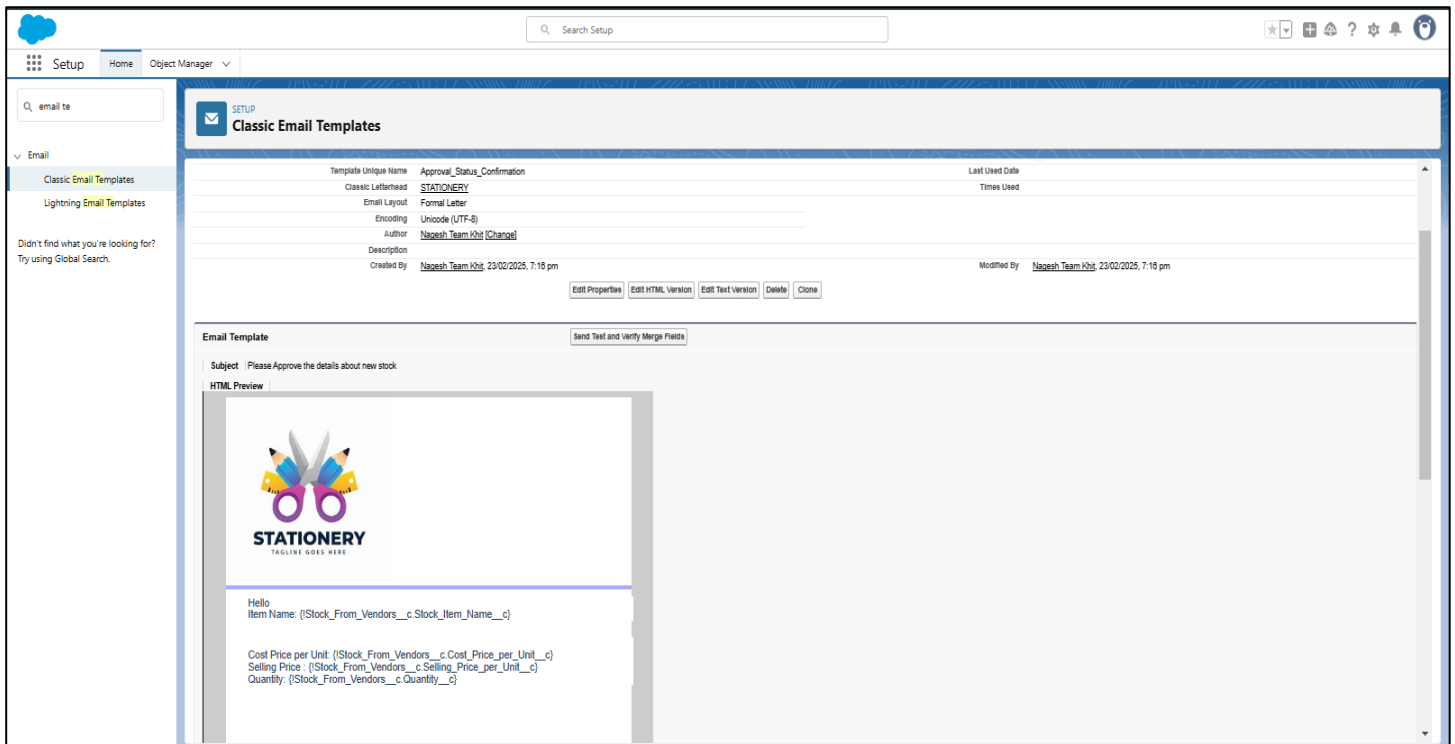 Search Setup
Setup Home Object Manager
email te
Email
Classic Email Templates
Lightning Email Templates
Didn't find what you're looking for?
Try using Global Search.
SETUP
Classic Email Templates
Template Unique Name Approval_Status_Confirmation Last Used Date
Classic Letterhead STATIONERY Times Used
Email Layout Formal Letter
Encoding Unicode (UTF-8)
Author Nagesh Team Khit [Change]
Description
Created By Nagesh Team Khit, 23/02/2025, 7:16 pm Modified By Nagesh Team Khit, 23/02/2025, 7:16 pm
Edit Properties Edit HTML Version Edit Text Version Delete Clone
Email Template Send Test and Verify Merge Fields
Subject Please Approve the details about new stock
HTML Preview
STATIONERY
TAGLINE GOES HERE
Hello
Item Name: {!Stock_From_Vendors__c.Stock_Item_Name__c}
Cost Price per Unit: {!Stock_From_Vendors__c.Cost_Price_per_Unit__c}
Selling Price : {!Stock_From_Vendors__c.Selling_Price_per_Unit__c}
Quantity: {!Stock_From_Vendors__c.Quantity__c}